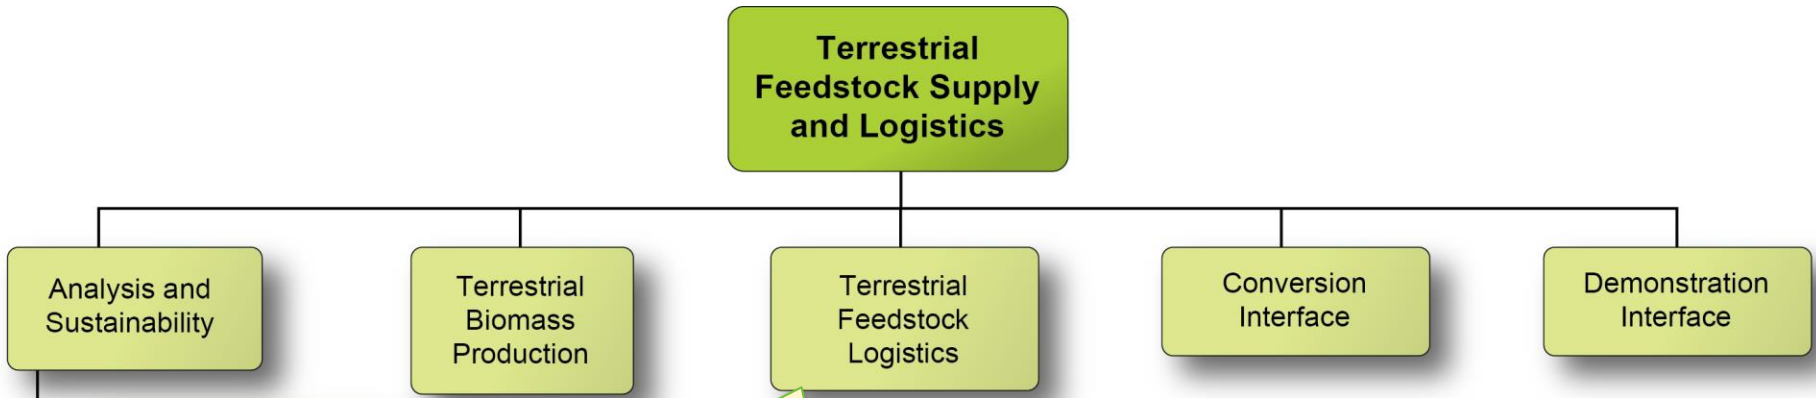 Terrestrial
Feedstock Supply
and Logistics
Analysis and
Sustainability
Terrestrial
Biomass
Production
Terrestrial
Feedstock
Logistics
Conversion
Interface
Demonstration
Interface